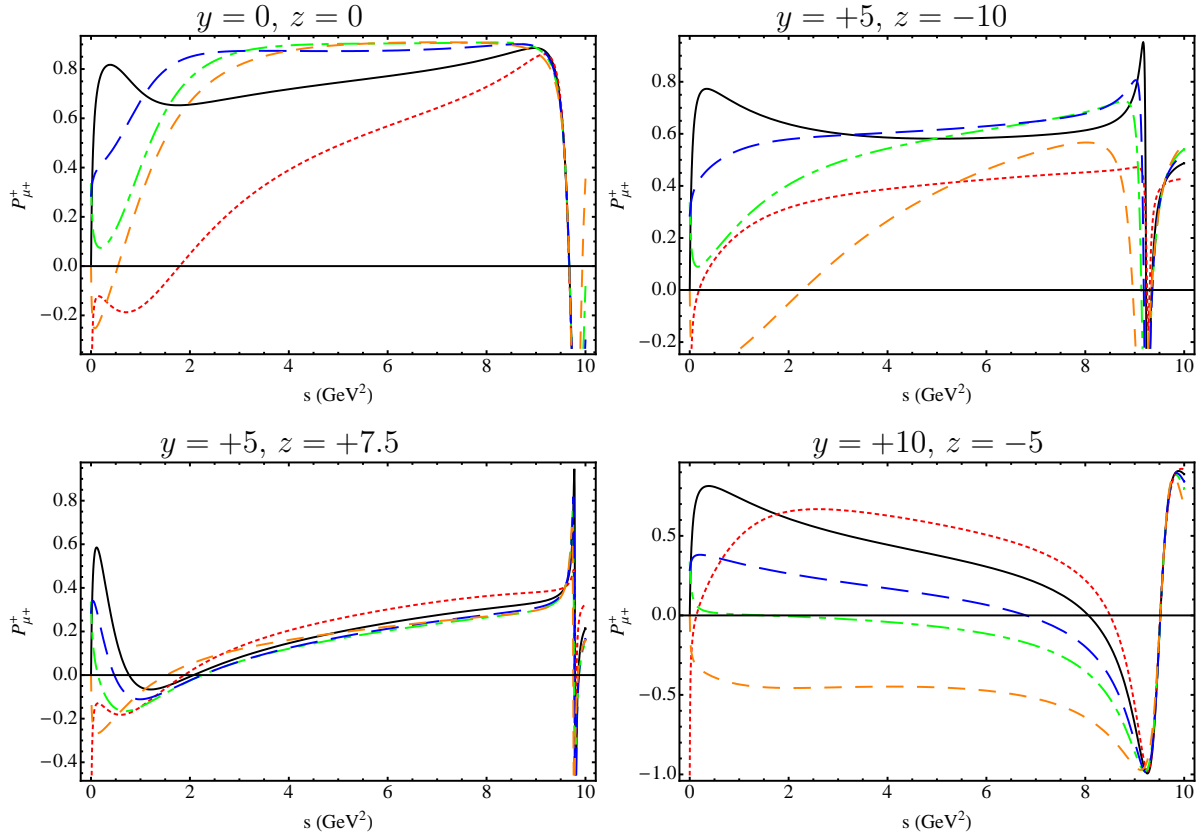 y = 0, z = 0
0.8
0.6
0.4
0.2
0.0
−0.2
P⁺μ+
0 2 4 6 8 10
s (GeV²)
y = +5, z = −10
0.8
0.6
0.4
0.2
0.0
−0.2
P⁺μ+
0 2 4 6 8 10
s (GeV²)
y = +5, z = +7.5
0.8
0.6
0.4
0.2
0.0
−0.2
−0.4
P⁺μ+
0 2 4 6 8 10
s (GeV²)
y = +10, z = −5
0.5
0.0
−0.5
−1.0
P⁺μ+
0 2 4 6 8 10
s (GeV²)